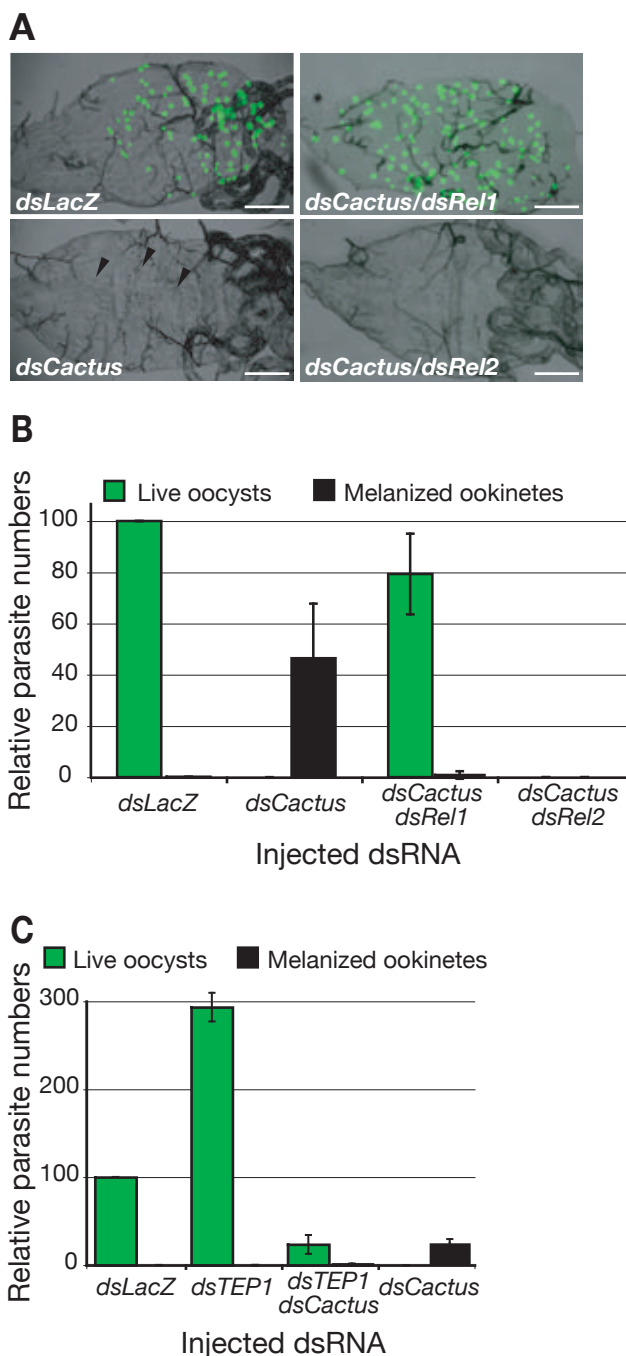 A
dsLacZ
dsCactus/dsRel1
dsCactus
dsCactus/dsRel2
B
Live oocysts
Melanized ookinetes
Relative parasite numbers
100
80
60
40
20
0
dsLacZ
dsCactus
dsCactus
dsRel1
dsCactus
dsRel2
Injected dsRNA
C
Live oocysts
Melanized ookinetes
Relative parasite numbers
300
200
100
0
dsLacZ
dsTEP1
dsTEP1
dsCactus
dsCactus
Injected dsRNA